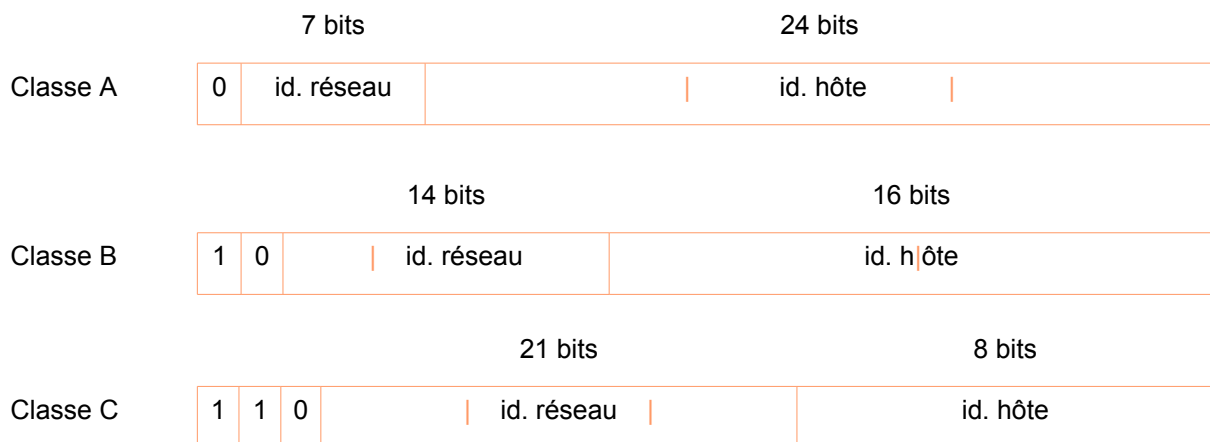 7 bits 24 bits
Classe A 0 id. réseau id. hôte
14 bits 16 bits
Classe B 1 0 id. réseau id. hôte
21 bits 8 bits
Classe C 1 1 0 id. réseau id. hôte